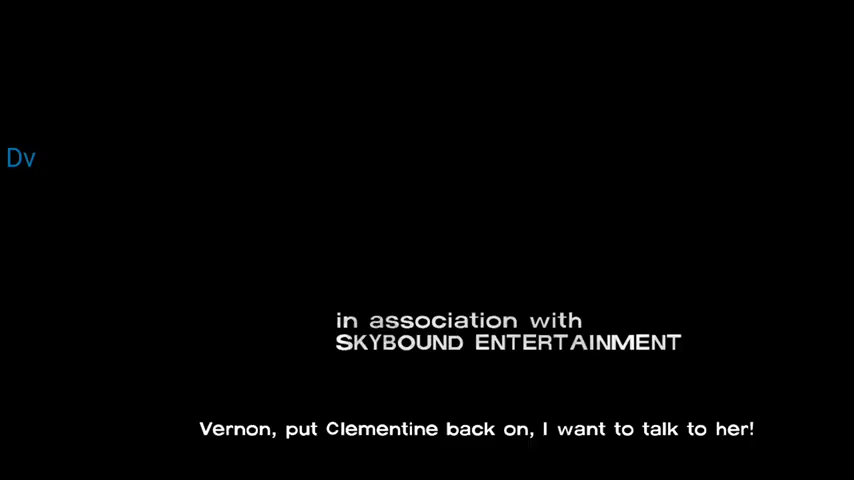 Dv
in association with
SKYBOUND ENTERTAINMENT
Vernon, put Clementine back on, I want to talk to her!